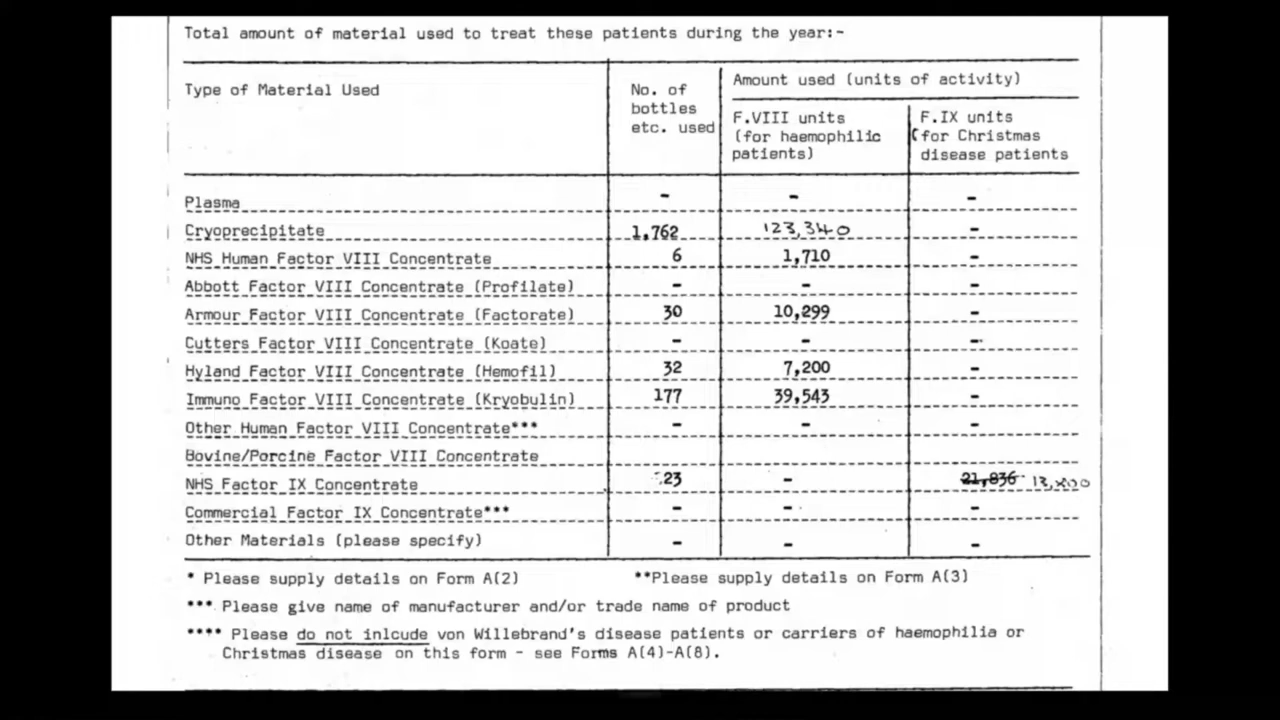 Total amount of material used to treat these patients during the year:-
Type of Material Used
No. of
bottles
etc. used
Amount used (units of activity)
F.VIII units
(for haemophilic
patients)
F.IX units
(for Christmas
disease patients
Plasma - - -
Cryoprecipitate 1,762 123,340 -
NHS Human Factor VIII Concentrate 6 1,710 -
Abbott Factor VIII Concentrate (Profilate) - - -
Armour Factor VIII Concentrate (Factorate) 30 10,299 -
Cutters Factor VIII Concentrate (Koate) - - -
Hyland Factor VIII Concentrate (Hemofil) 32 7,200 -
Immuno Factor VIII Concentrate (Kryobulin) 177 39,543 -
Other Human Factor VIII Concentrate*** - - -
Bovine/Porcine Factor VIII Concentrate
NHS Factor IX Concentrate 23 - 21,836
Commercial Factor IX Concentrate*** - - -
Other Materials (please specify) - - -
* Please supply details on Form A(2) **Please supply details on Form A(3)
*** Please give name of manufacturer and/or trade name of product
**** Please do not inlcude von Willebrand's disease patients or carriers of haemophilia or
Christmas disease on this form - see Forms A(4)-A(8).